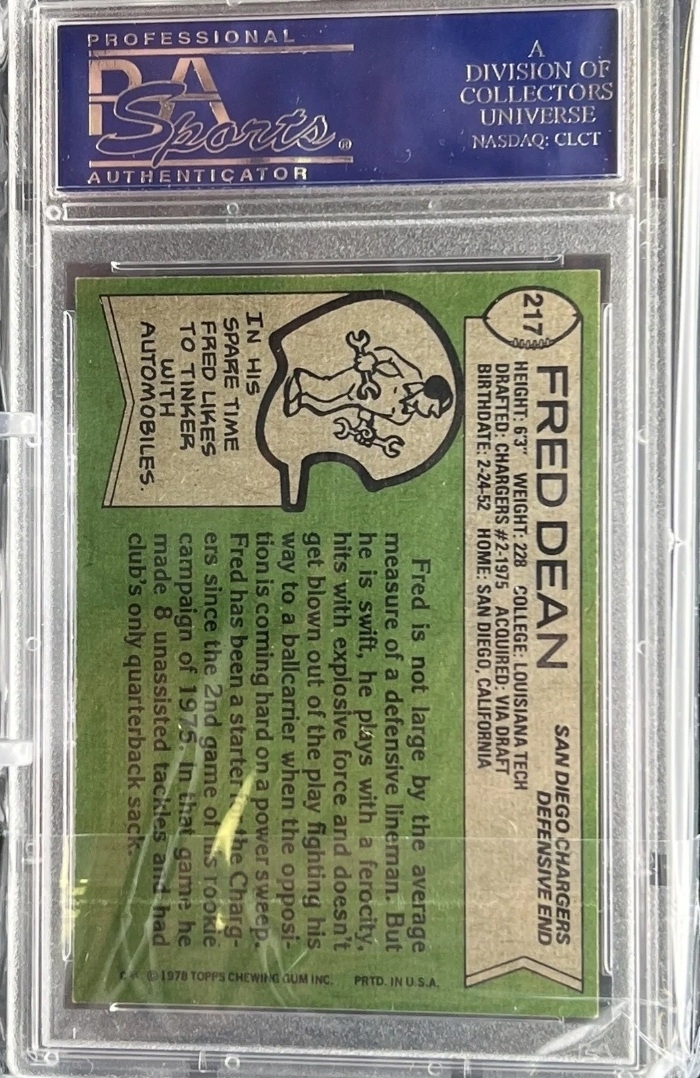 PROFESSIONAL
PSA
Sports®
AUTHENTICATOR
A
DIVISION OF
COLLECTORS
UNIVERSE
NASDAQ: CLCT
217
FRED DEAN
SAN DIEGO CHARGERS
DEFENSIVE END
HEIGHT: 6'3" WEIGHT: 228 COLLEGE: LOUISIANA TECH
DRAFTED: CHARGERS #2-1975 ACQUIRED: VIA DRAFT
BIRTHDATE: 2-24-52 HOME: SAN DIEGO, CALIFORNIA
IN HIS
SPARE TIME
FRED LIKES
TO TINKER
WITH
AUTOMOBILES.
Fred is not large by the average
measure of a defensive lineman. But
he is swift, he plays with a ferocity,
hits with explosive force and doesn't
get blown out of the play fighting his
way to a ballcarrier when the opposi-
tion is coming hard on a power sweep.
Fred has been a starter for the Charg-
ers since the 2nd game of his rookie
campaign of 1975. In that game he
made 8 unassisted tackles and had
club's only quarterback sack.
© 1978 TOPPS CHEWING GUM INC. PRTD. IN U.S.A.